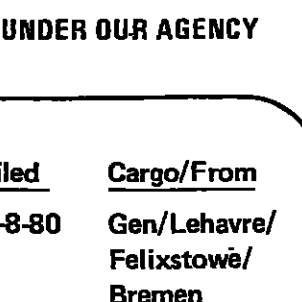 UNDER OUR AGENCY
iled Cargo/From
-8-80 Gen/Lehavre/
Felixstowe/
Bremen